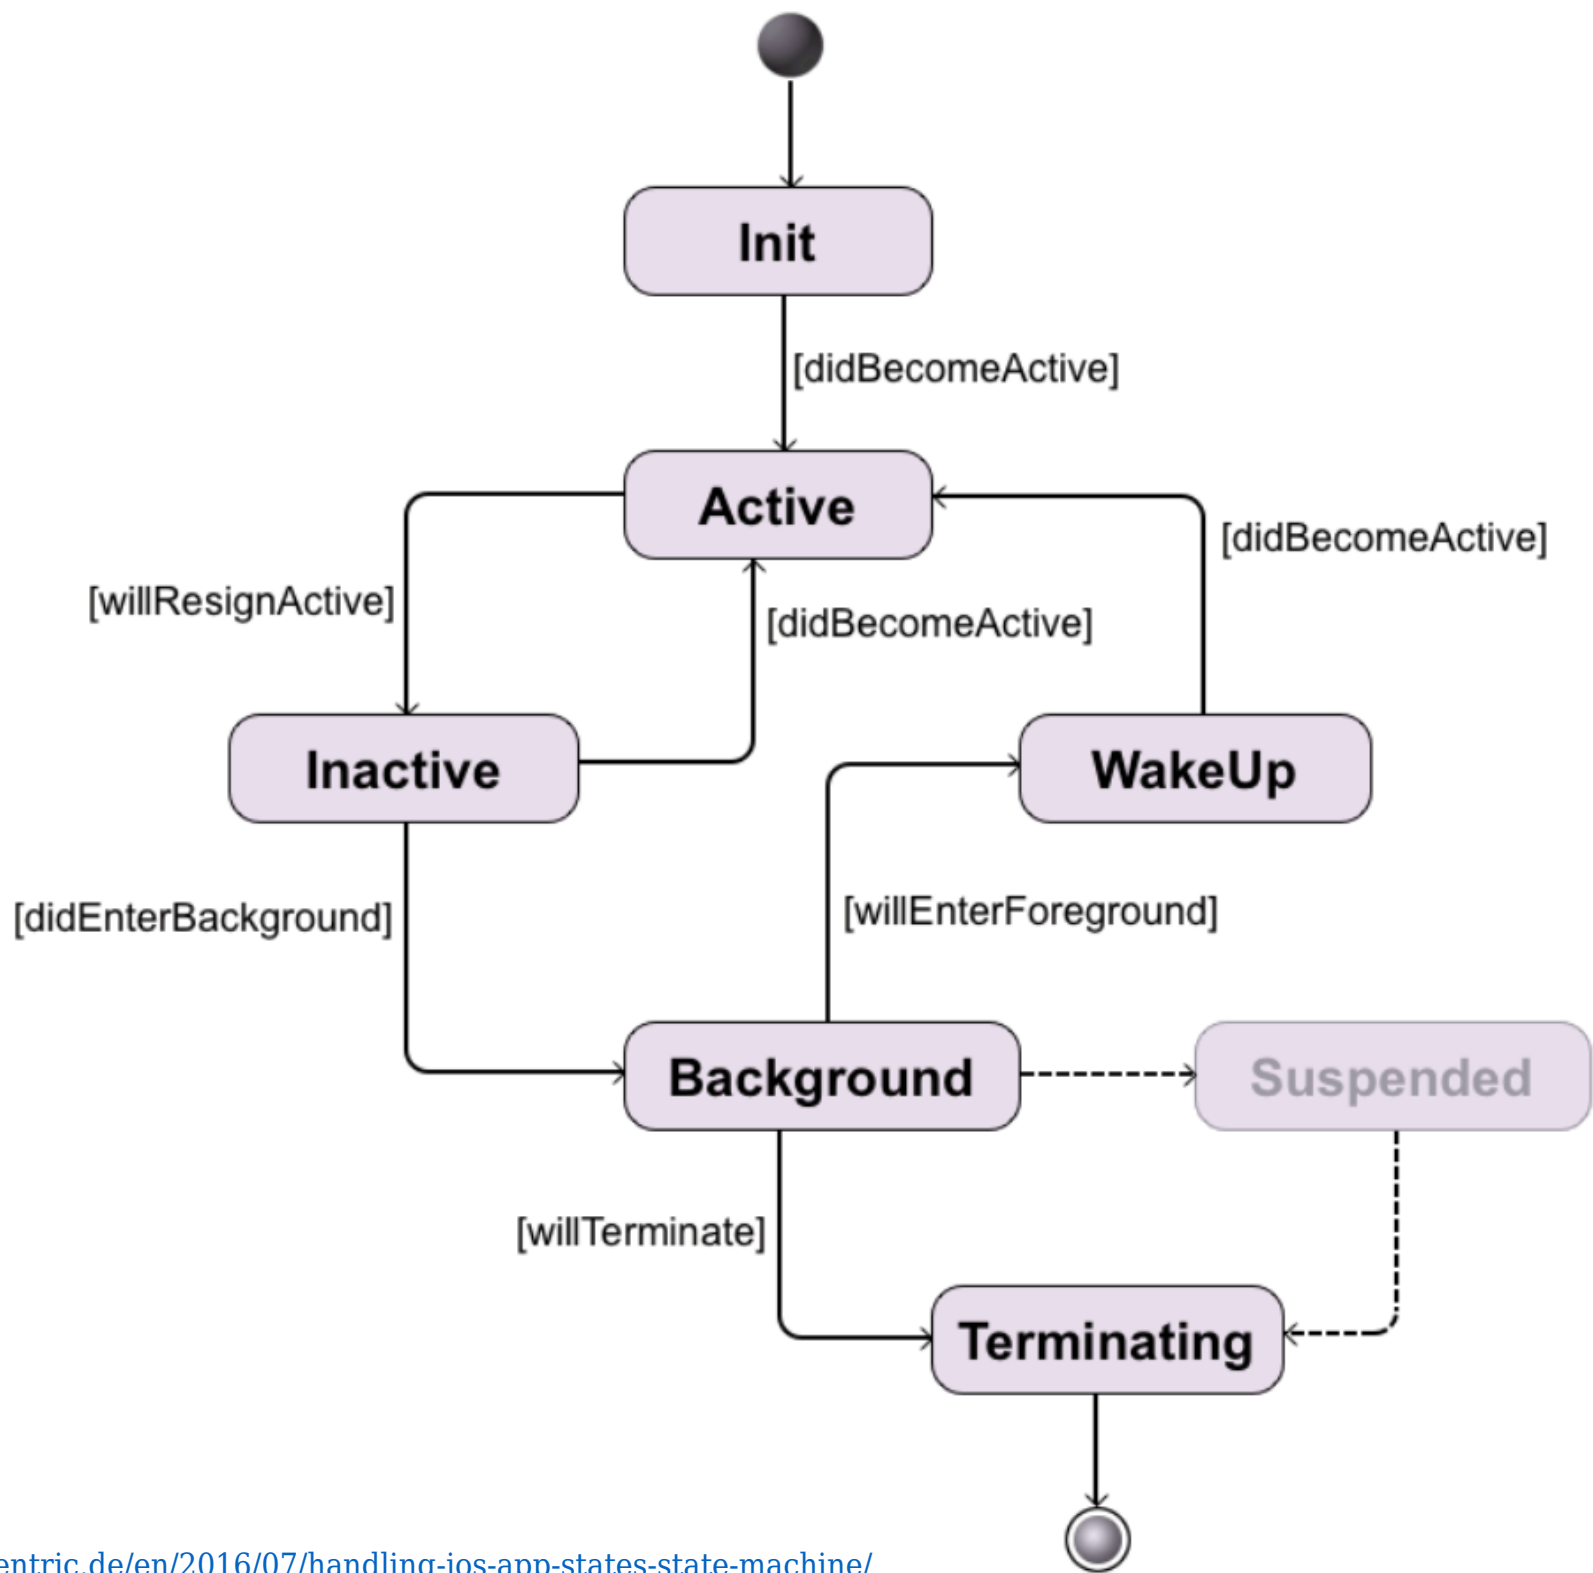 Init
[didBecomeActive]
Active
[didBecomeActive]
[willResignActive]
[didBecomeActive]
Inactive
WakeUp
[didEnterBackground]
[willEnterForeground]
Background
Suspended
[willTerminate]
Terminating
entric.de/en/2016/07/handling-ios-app-states-state-machine/